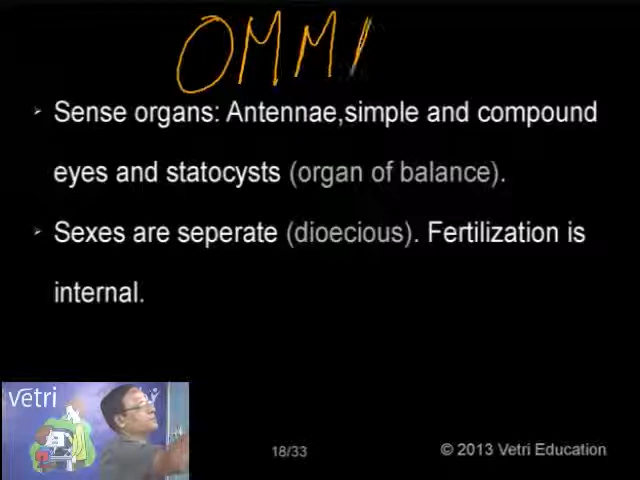 OMM
Sense organs: Antennae,simple and compound
eyes and statocysts (organ of balance).
Sexes are seperate (dioecious). Fertilization is
internal.
vetri
18/33
© 2013 Vetri Education